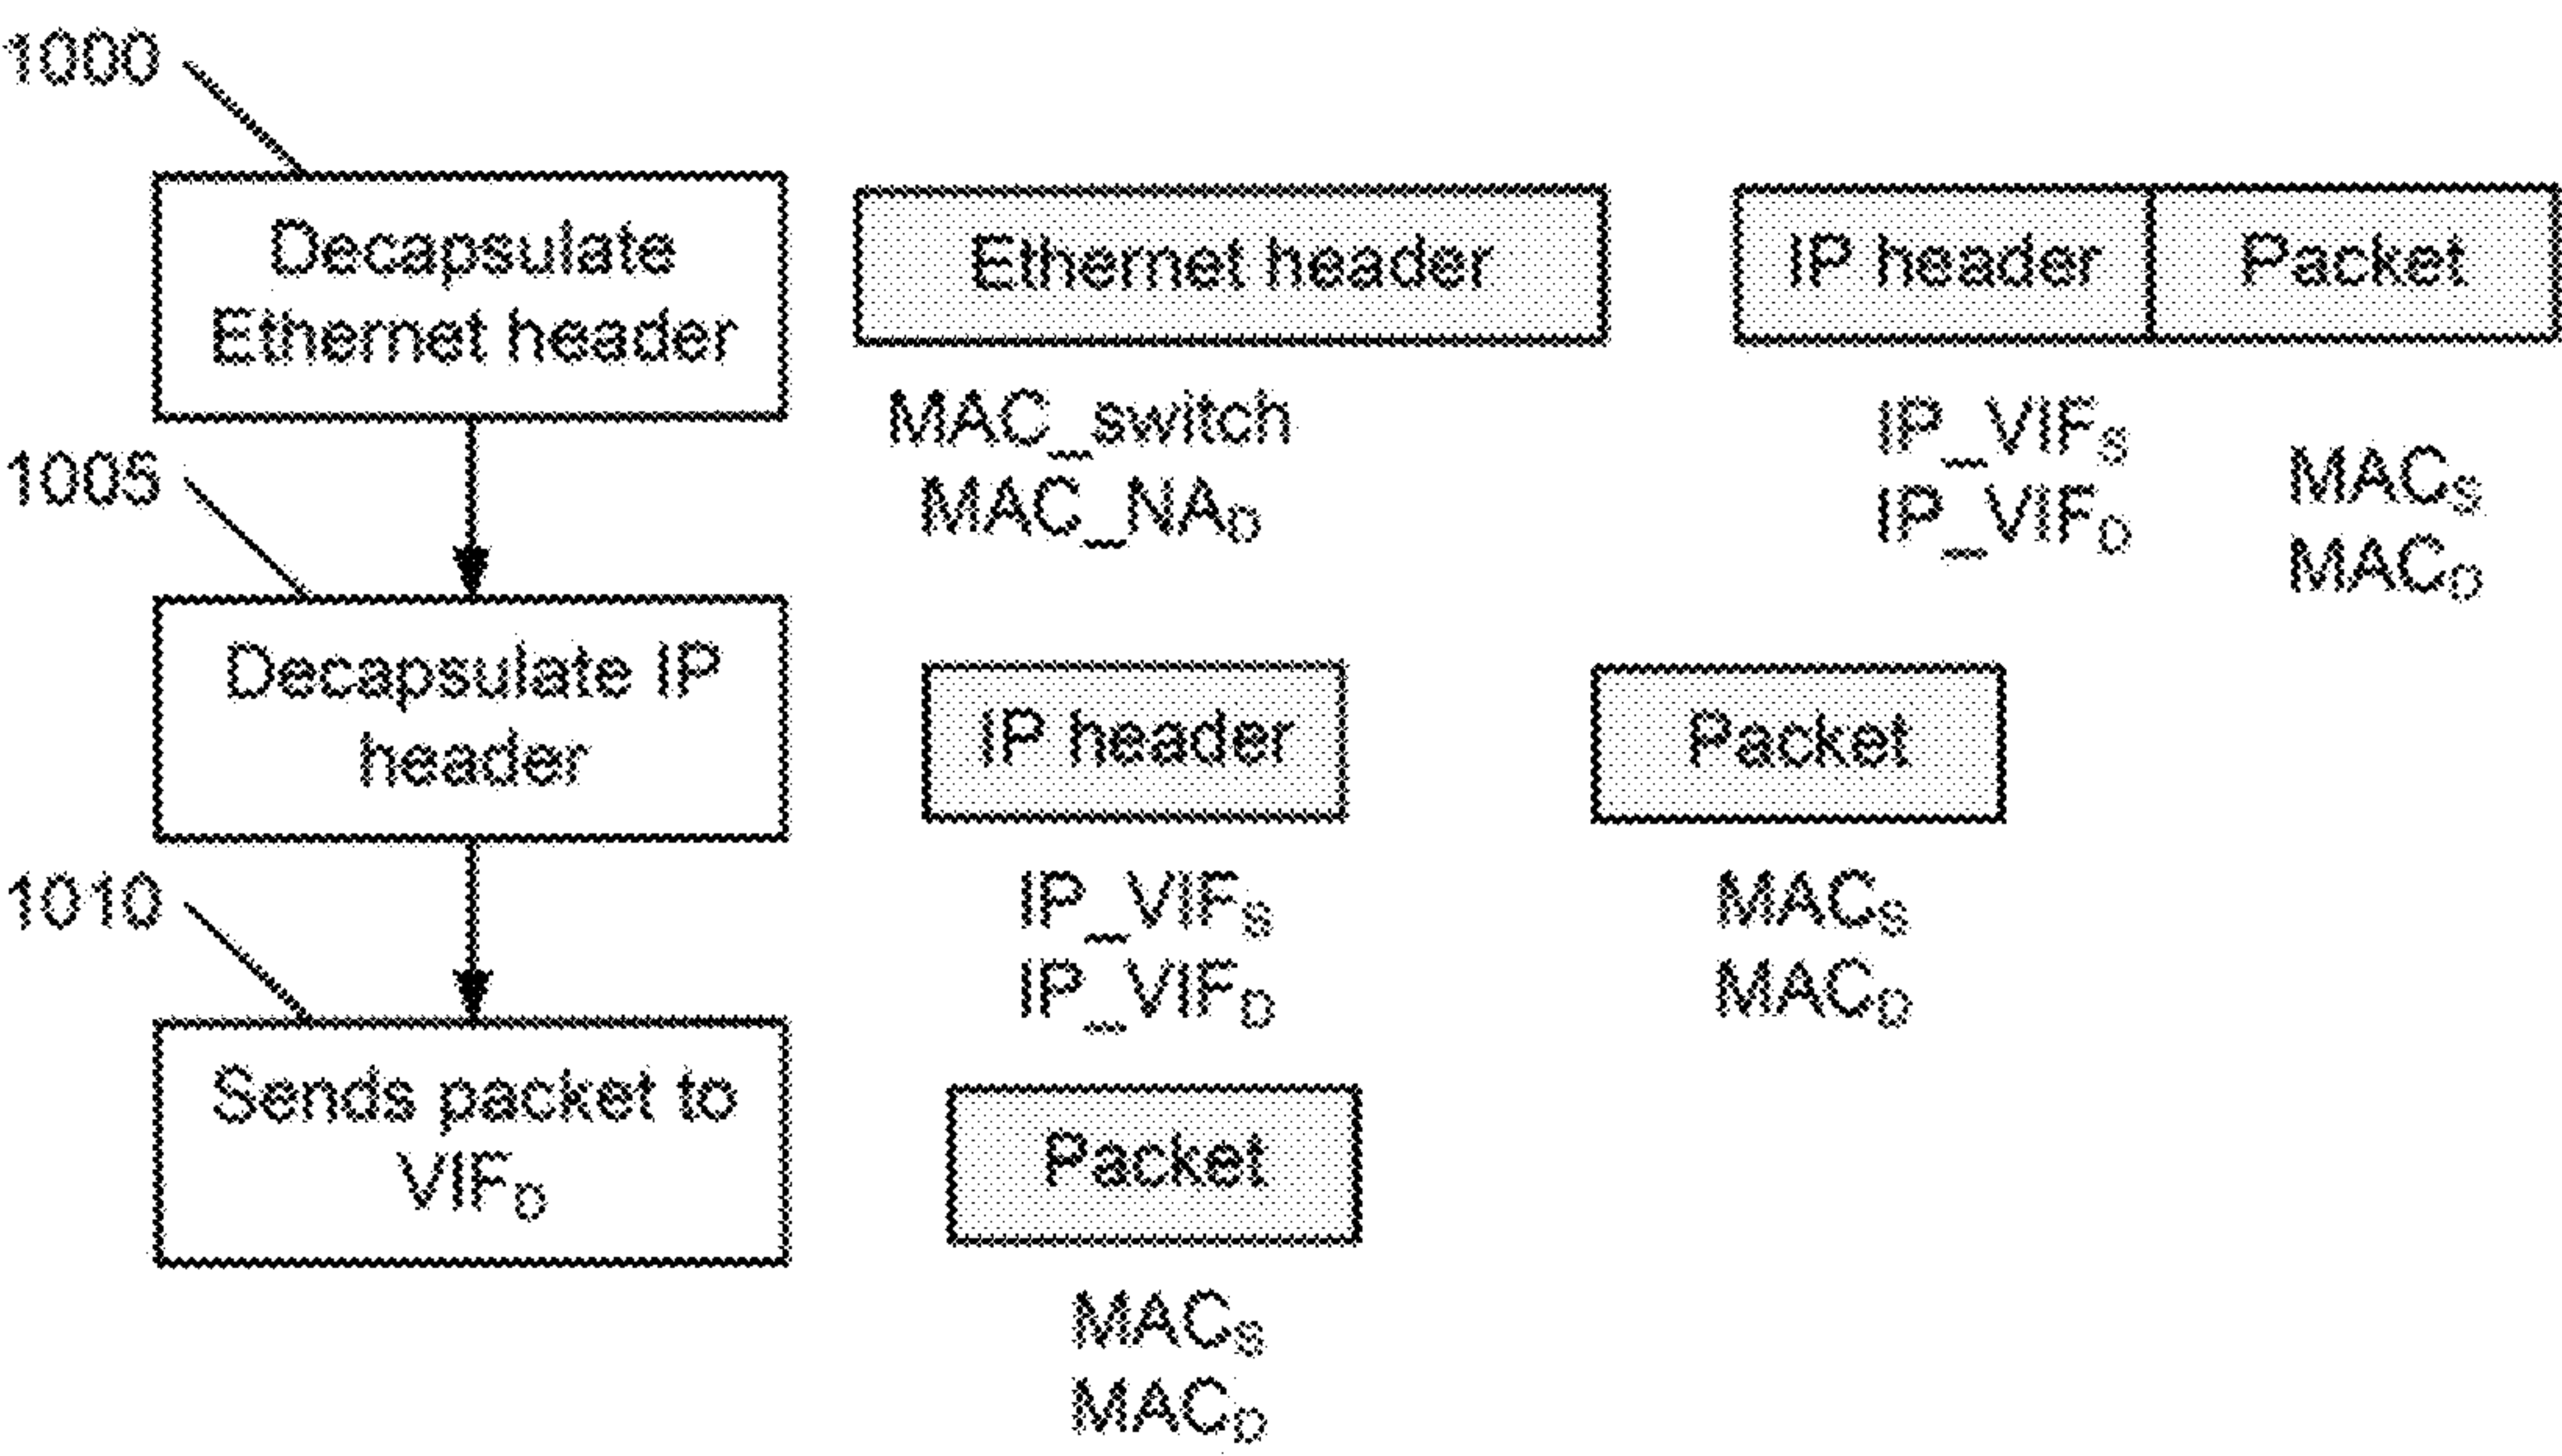 1000
Decapsulate
Ethernet header
Ethernet header
IP header
Packet
MAC_switch
MAC_NA_D
IP_VIF_S
IP_VIF_D
MAC_S
MAC_D
1005
Decapsulate IP
header
IP header
Packet
IP_VIF_S
IP_VIF_D
MAC_S
MAC_D
1010
Sends packet to
VIF_D
Packet
MAC_S
MAC_D